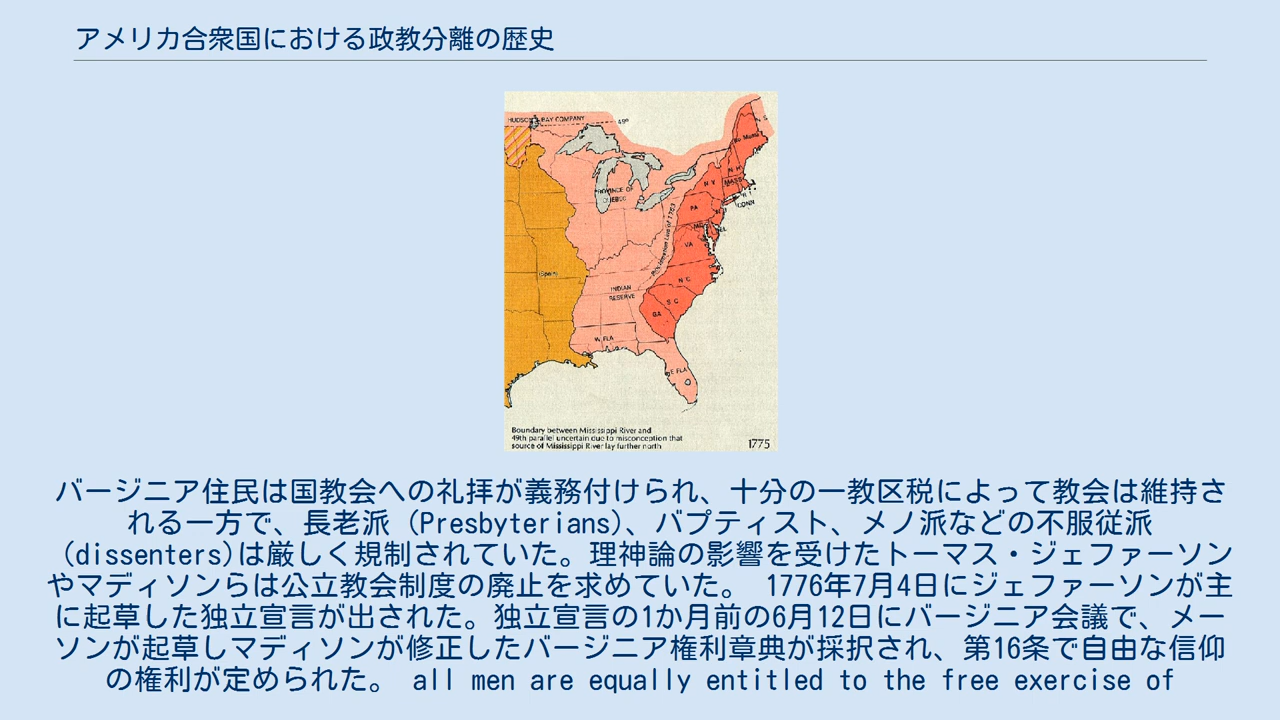 アメリカ合衆国における政教分離の歴史
HUDSON BAY COMPANY
49º
PROVINCE OF
QUEBEC
N.H.
N.Y.
MASS
CONN
PA
VA
Proclamation Line of 1763
(Spain)
INDIAN
RESERVE
N.C.
S.C.
GA
W.FLA
E.FLA
Boundary between Mississippi River and
49th parallel uncertain due to misconception that
source of Mississippi River lay further north
1775
バージニア住民は国教会への礼拝が義務付けられ、十分の一教区税によって教会は維持さ
れる一方で、長老派 (Presbyterians)、バプティスト、メノ派などの不服従派
(dissenters)は厳しく規制されていた。理神論の影響を受けたトーマス・ジェファーソン
やマディソンらは公立教会制度の廃止を求めていた。 1776年7月4日にジェファーソンが主
に起草した独立宣言が出された。独立宣言の1か月前の6月12日にバージニア会議で、メー
ソンが起草しマディソンが修正したバージニア権利章典が採択され、第16条で自由な信仰
の権利が定められた。 all men are equally entitled to the free exercise of